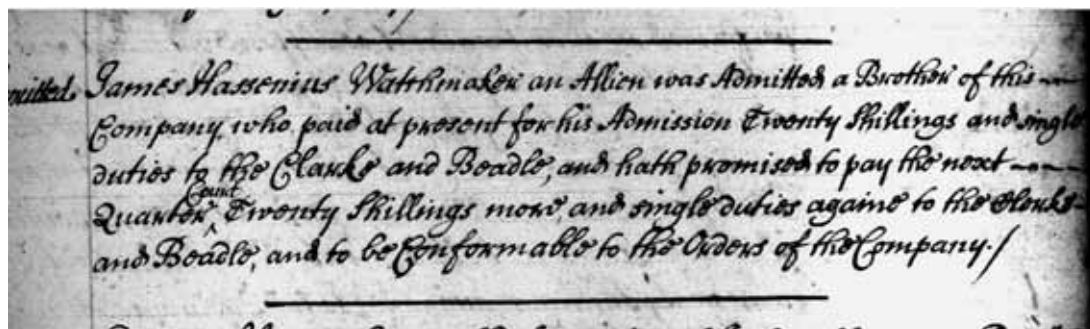 mitted James Hassenius Watchmaker an Allien was Admitted a Brother of this
Company, who paid at present for his Admission Twenty Shillings and single
duties to the Clarke and Beadle, and hath promised to pay the next
Quarter ^Court Twenty Shillings more, and single duties againe to the Clerke
and Beadle, and to be Conformable to the Orders of the Company./